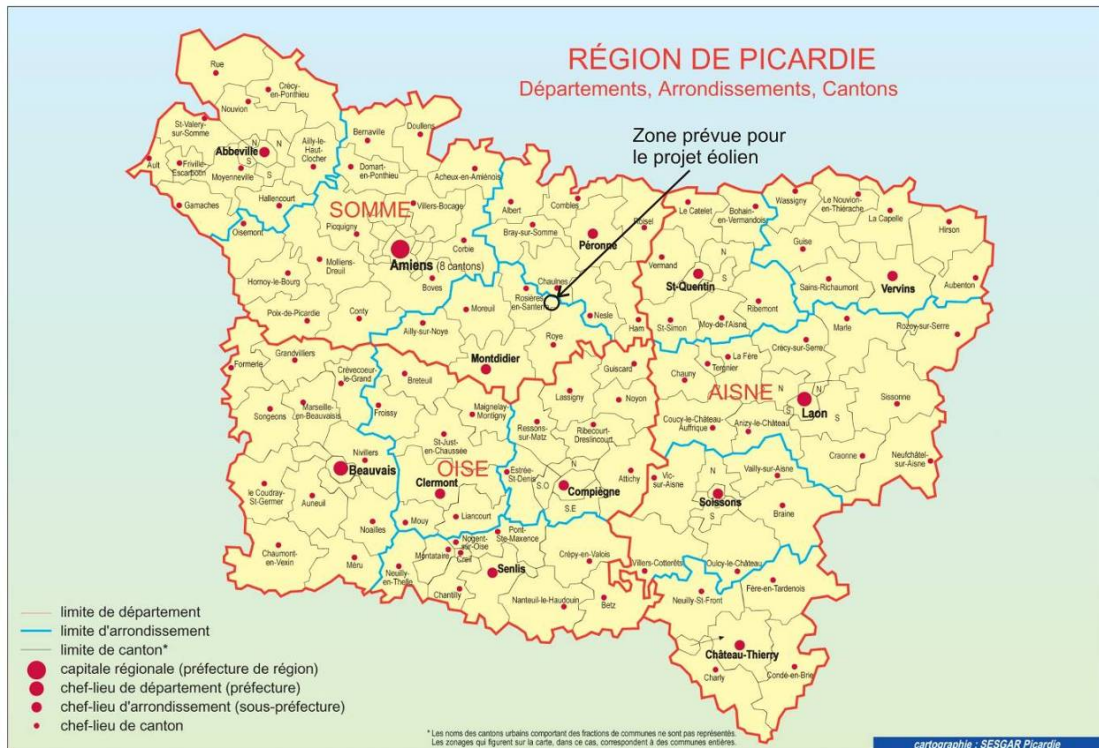 RÉGION DE PICARDIE
Départements, Arrondissements, Cantons
Zone prévue pour
le projet éolien
Rue
Crécy-
en-Ponthieu
Nouvion
St-Valery-
sur-Somme
Abbeville
N
N
S
S
Ailly-le-
Haut-
Clocher
Ault
Friville-
Escarbotin
Moyenneville
Gamaches
Hallencourt
Oisemont
Bernaville
Doullens
Domart-
en-Ponthieu
Acheux-en-Amiénois
SOMME
Villers-Bocage
Picquigny
Corbie
Amiens (8 cantons)
Molliens-
Dreuil
Hornoy-le-Bourg
Boves
Poix-de-Picardie
Conty
Albert
Combles
Bray-sur-Somme
Roisel
Péronne
Chaulnes
Rosières
en-Santerre
Nesle
Ham
Moreuil
Ailly-sur-Noye
Roye
Montdidier
Le Catelet
Bohain-
en-Vermandois
Vermand
N
St-Quentin
S
Ribemont
St-Simon
Moy-de-l'Aisne
Wassigny
Le Nouvion-
en-Thiérache
La Capelle
Hirson
Guise
Vervins
Sains-Richaumont
Aubenton
Marle
Rozoy-sur-Serre
Crécy-sur-Serre
La Fère
Tergnier
Chauny
AISNE
N
N
Laon
S
S
Sissonne
Coucy-le-Château
Auffrique
Anizy-le-Château
Craonne
Neufchâtel-
sur-Aisne
Formerie
Grandvilliers
Crévecoeur-
le-Grand
Songeons
Marseille-
en-Beauvaisis
Nivillers
Beauvais
le Coudray-
St-Germer
Auneuil
Noailles
Chaumont-
en-Vexin
Méru
Breteuil
Froissy
Maignelay-
Montigny
St-Just-
en-Chaussée
OISE
Clermont
Mouy
Liancourt
Guiscard
Lassigny
Noyon
Ressons-
sur-Matz
Ribecourt-
Dreslincourt
Estrée-
St-Denis
N
S.O
Compiègne
S.E
Attichy
Pont-
Ste-Maxence
Nogent-
sur-Oise
Montataire
Creil
Senlis
Neuilly-
en-Thelle
Chantilly
Crépy-en-Valois
Nanteuil-le-Haudouin
Betz
Vic-
sur-Aisne
N
Vailly-sur-Aisne
Soissons
S
Braine
Villers-Cotterêts
Oulcy-le-Château
Fère-en-Tardenois
Neuilly-St-Front
Château-Thierry
Charly
Condé-en-Brie
limite de département
limite d'arrondissement
limite de canton*
capitale régionale (préfecture de région)
chef-lieu de département (préfecture)
chef-lieu d'arrondissement (sous-préfecture)
chef-lieu de canton
* Les noms des cantons urbains comportant des fractions de communes ne sont pas représentés.
Les zonages qui figurent sur la carte, dans ce cas, correspondent à des communes entières.
cartographie : SESGAR Picardie